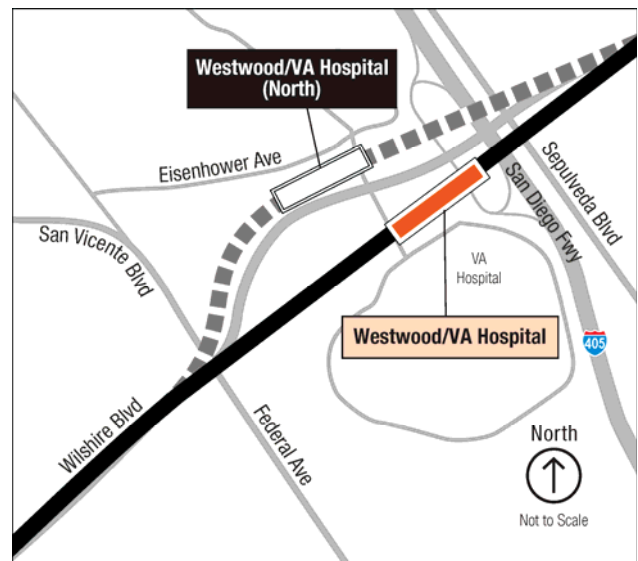 Westwood/VA Hospital
(North)
Eisenhower Ave
San Vicente Blvd
Sepulveda Blvd
San Diego Fwy
VA
Hospital
Westwood/VA Hospital
405
Wilshire Blvd
Federal Ave
North
Not to Scale